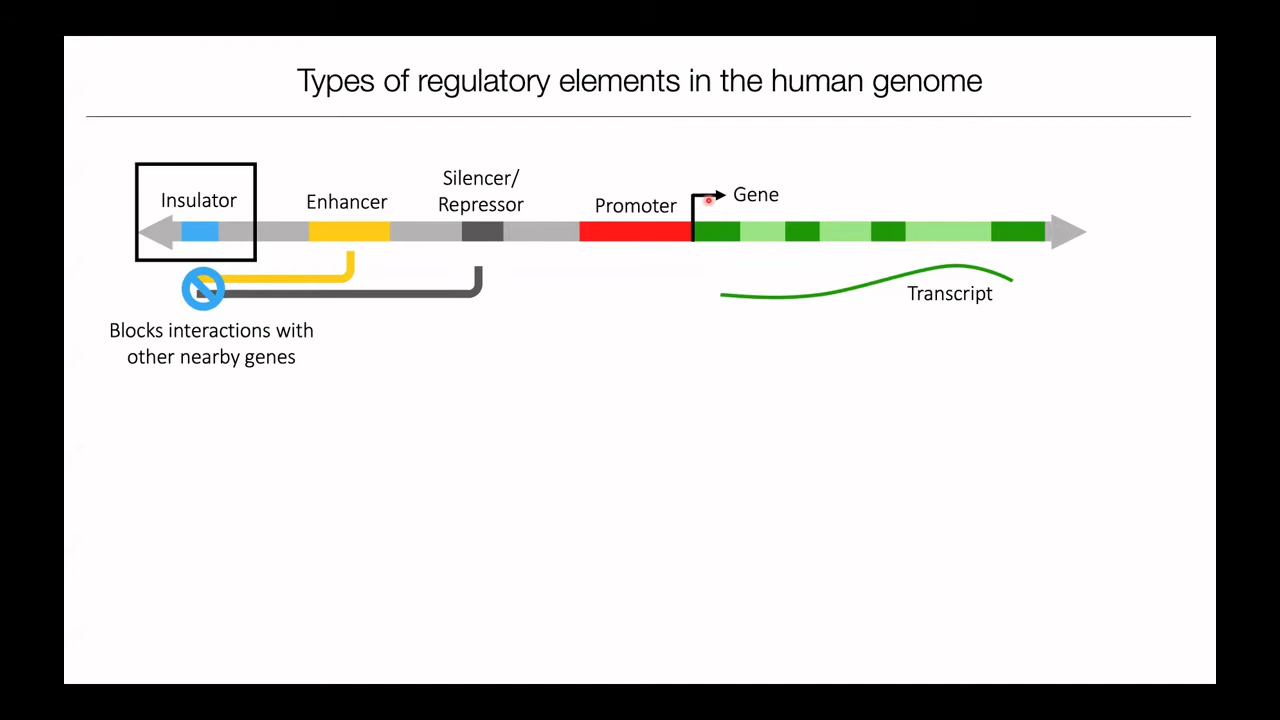 Types of regulatory elements in the human genome
Insulator
Enhancer
Silencer/
Repressor
Promoter
Gene
Transcript
Blocks interactions with
other nearby genes